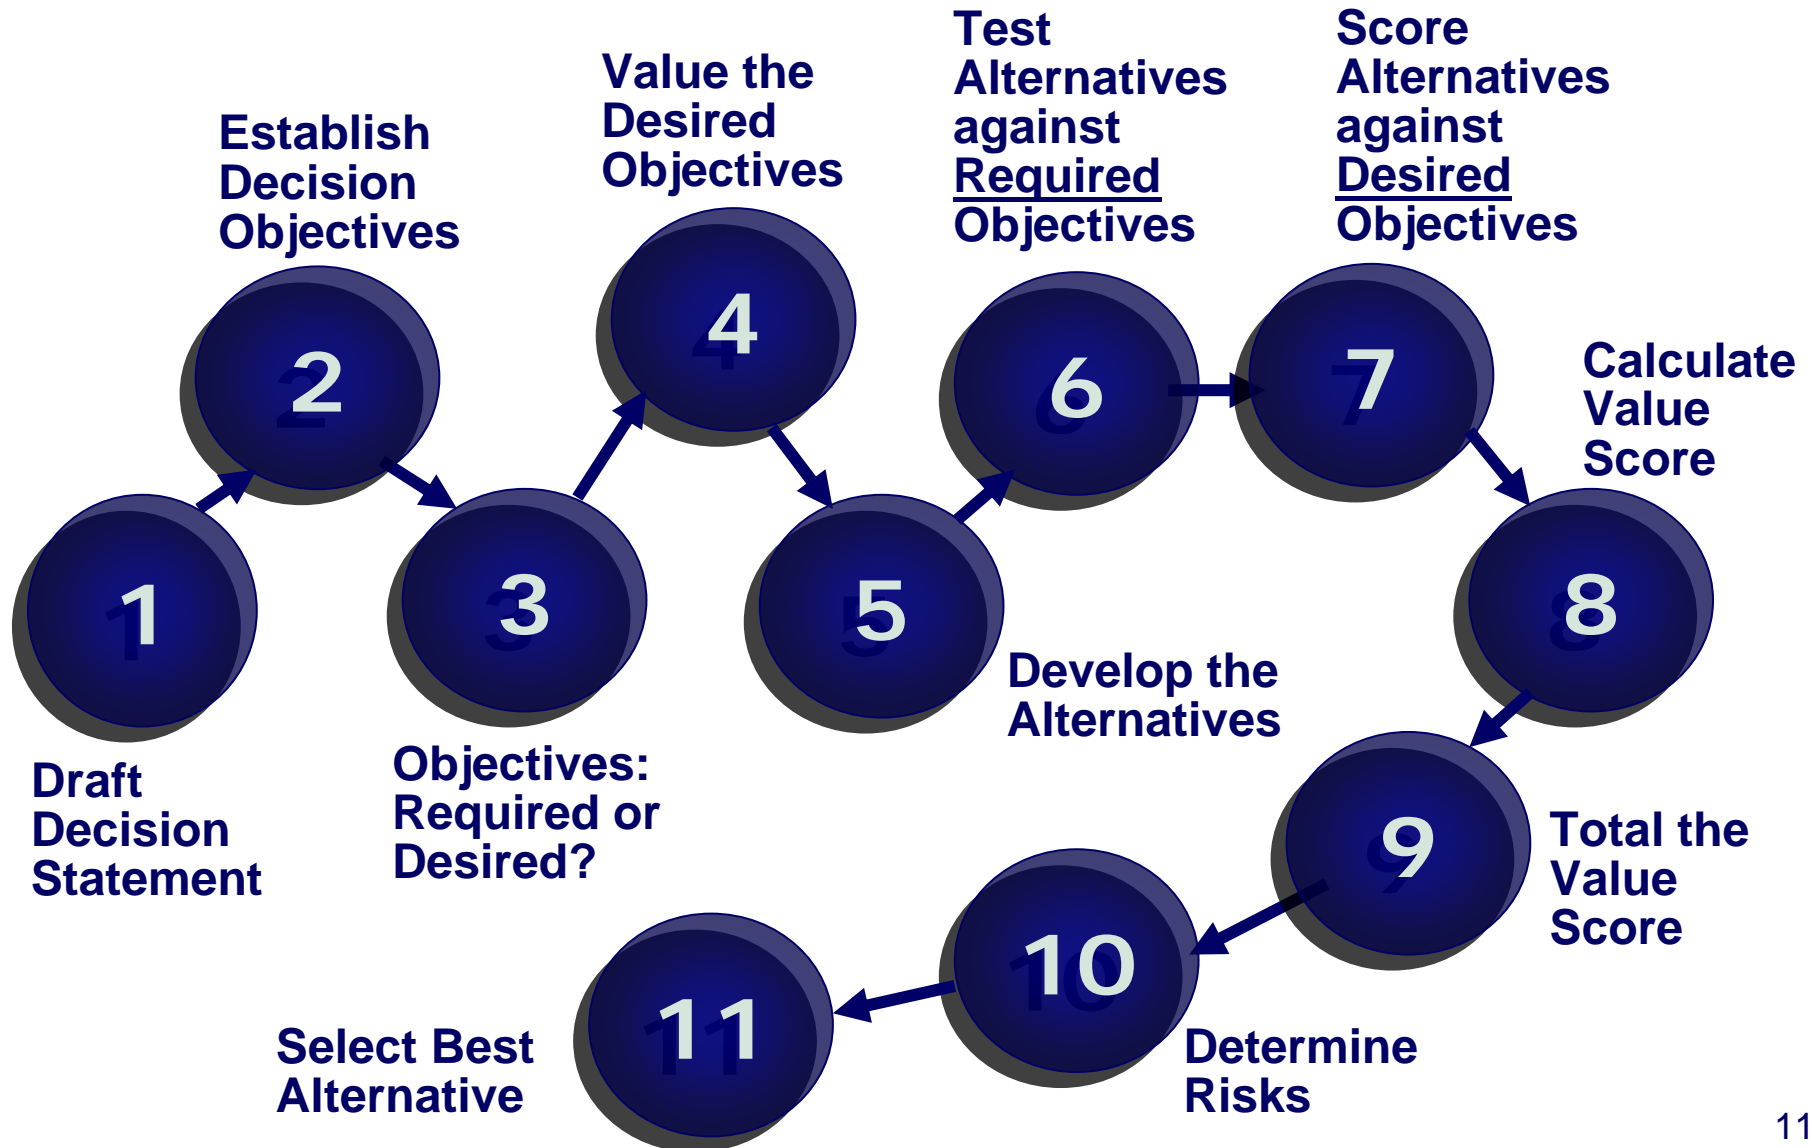 1
Draft
Decision
Statement
2
Establish
Decision
Objectives
3
Objectives:
Required or
Desired?
4
Value the
Desired
Objectives
5
Develop the
Alternatives
6
Test
Alternatives
against
Required
Objectives
7
Score
Alternatives
against
Desired
Objectives
8
Calculate
Value
Score
9
Total the
Value
Score
10
Determine
Risks
11
Select Best
Alternative
11